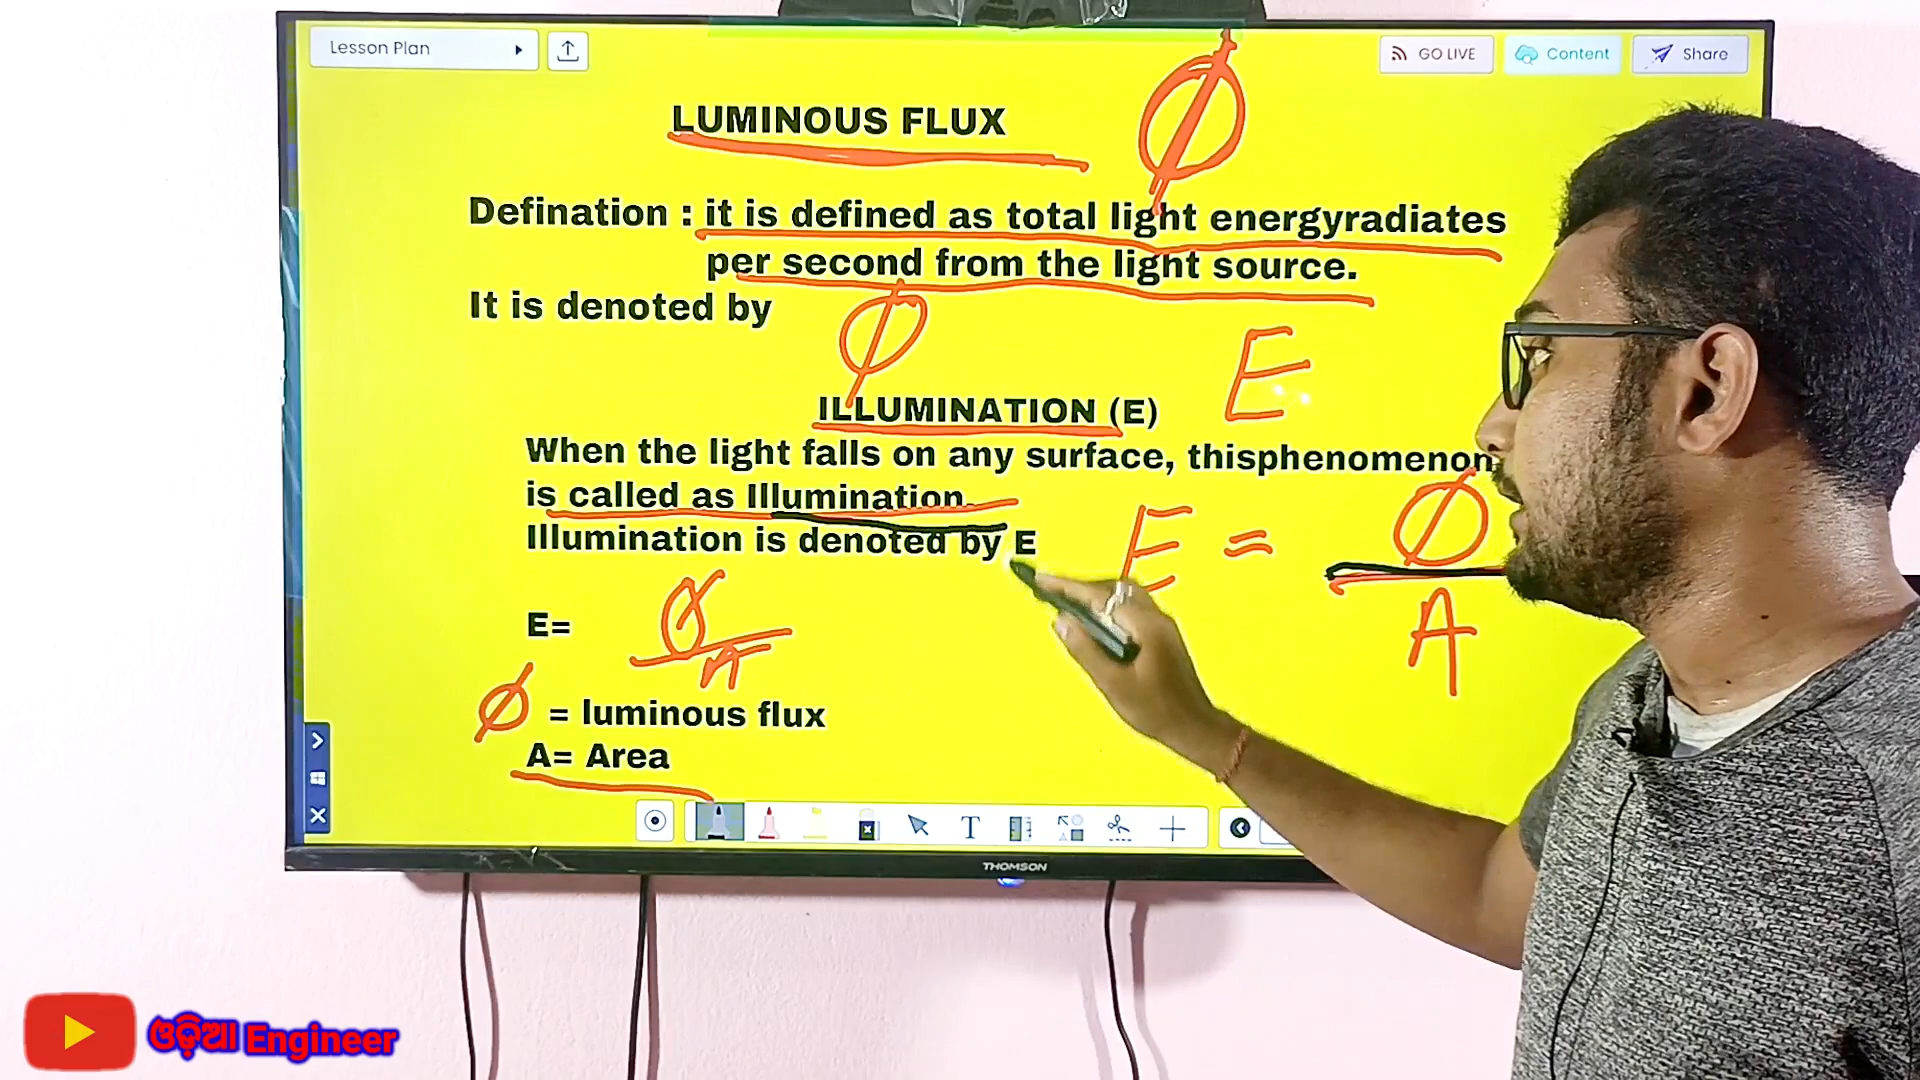 Lesson Plan
GO LIVE
Content
Share
LUMINOUS FLUX ϕ
Defination : it is defined as total light energyradiates
per second from the light source.
It is denoted by ϕ
ILLUMINATION (E) E
When the light falls on any surface, thisphenomenon
is called as Illumination.
Illumination is denoted by E
E = ϕ/A
E= ϕ/A
ϕ = luminous flux
A= Area
T
THOMSON
ଓଡ଼ିଆ Engineer